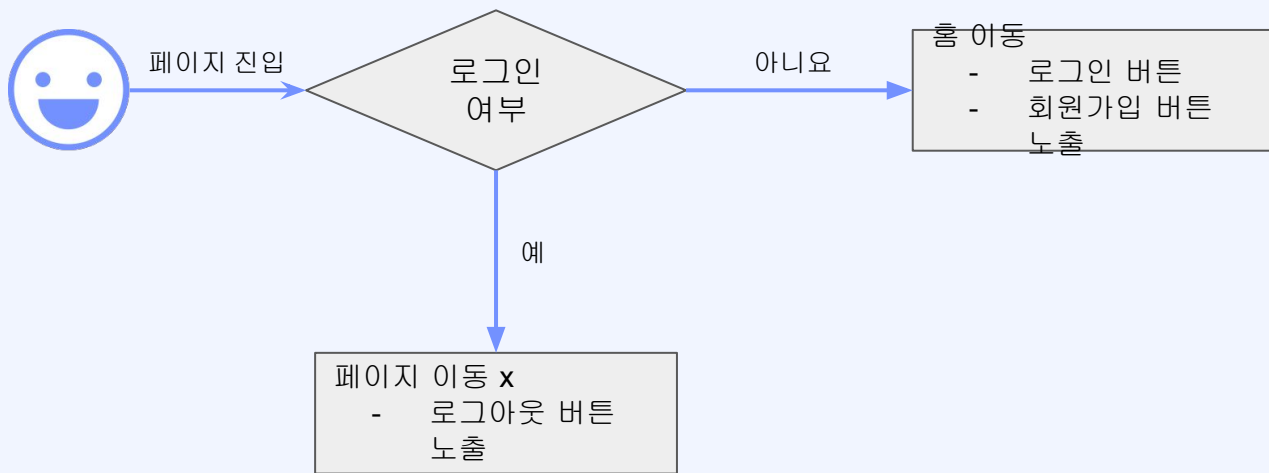 페이지 진입
로그인
여부
아니요
홈 이동
- 로그인 버튼
- 회원가입 버튼
노출
예
페이지 이동 x
- 로그아웃 버튼
노출